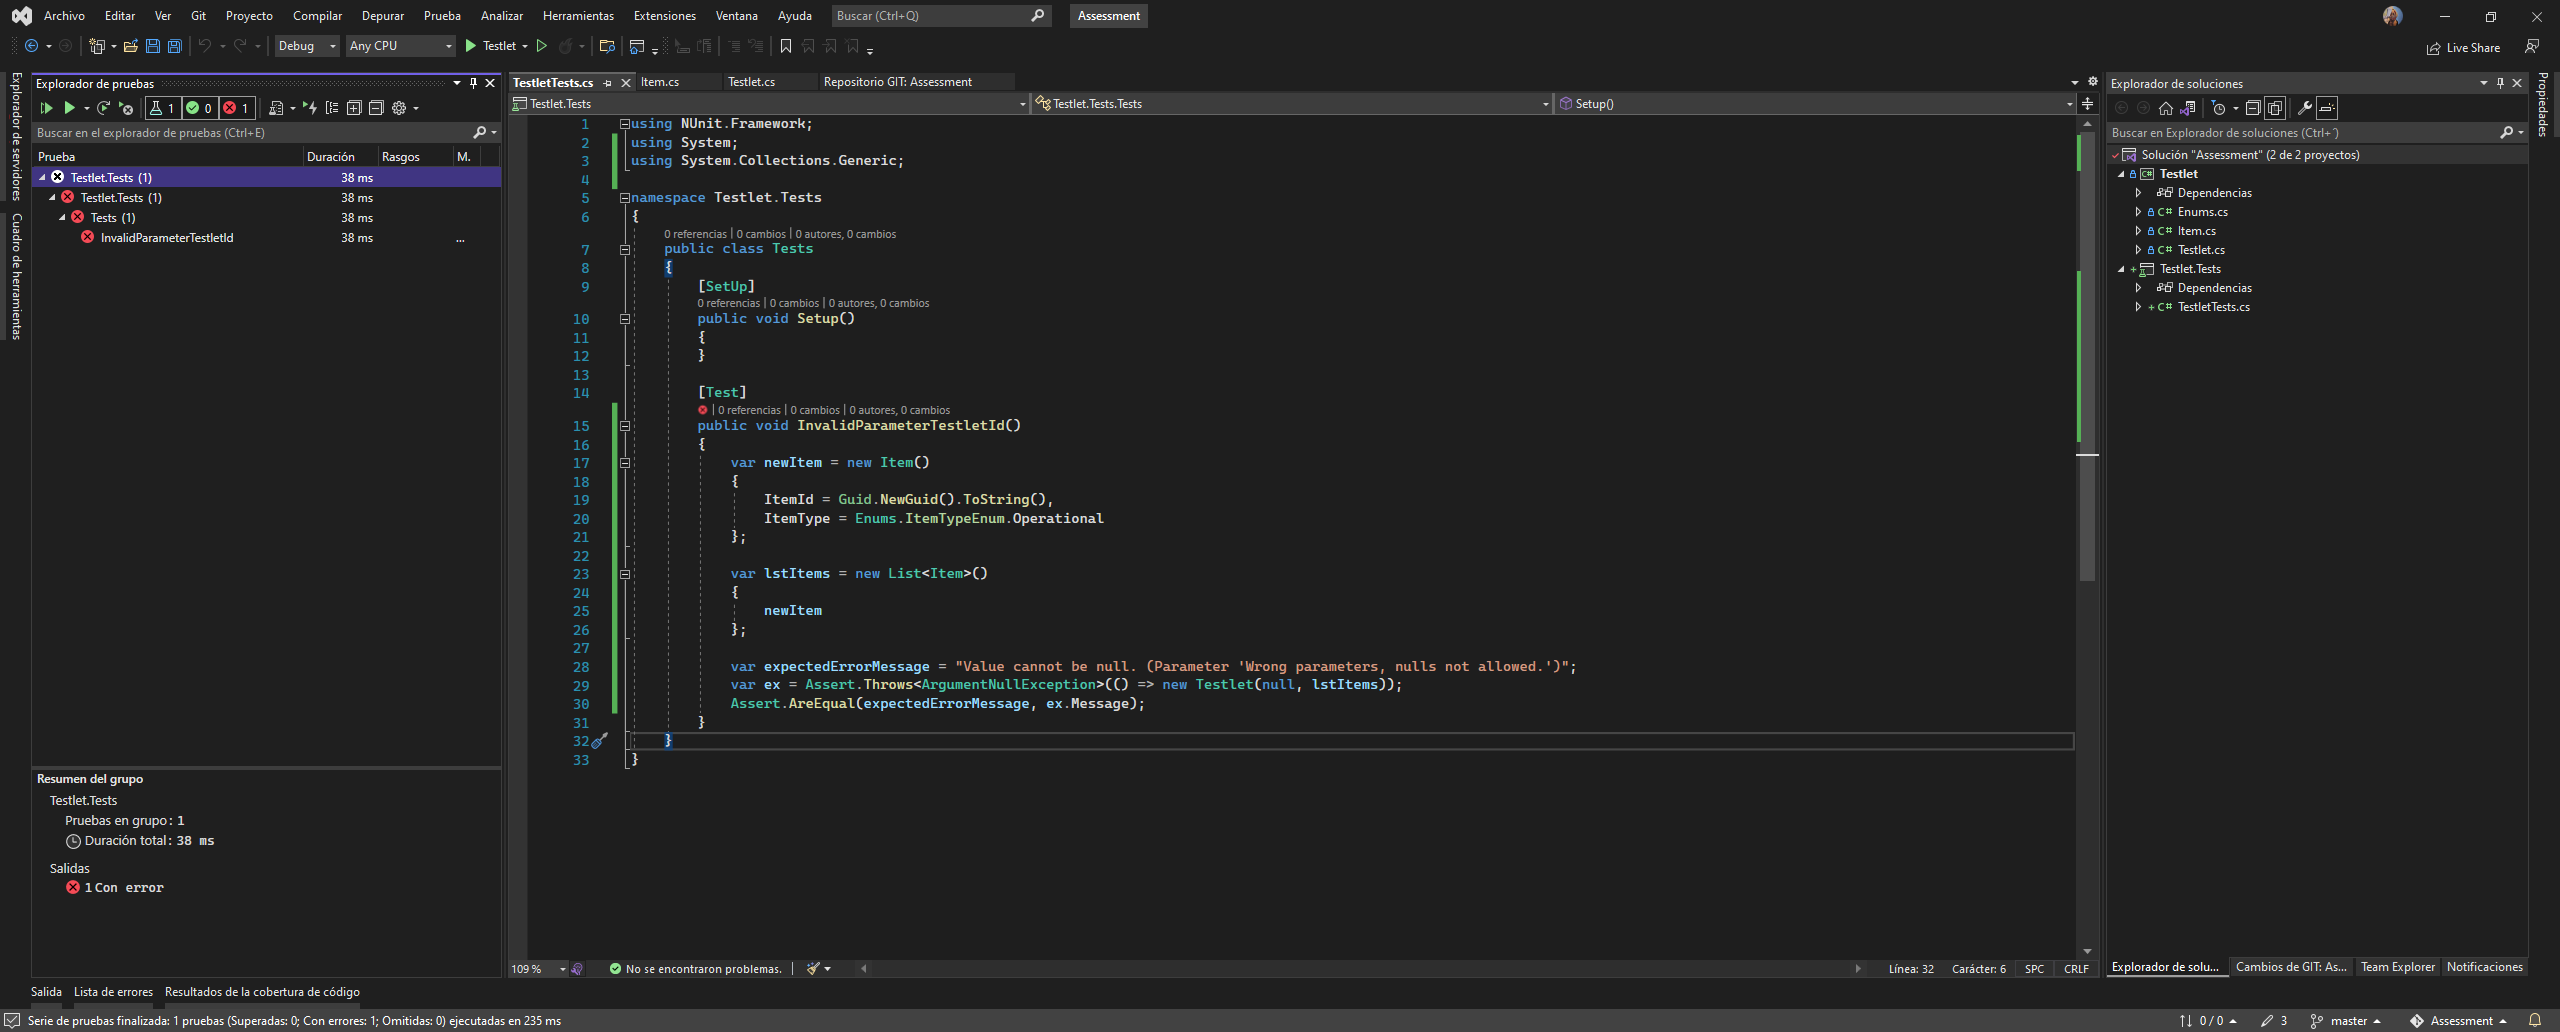 Archivo Editar Ver Git Proyecto Compilar Depurar Prueba Analizar Herramientas Extensiones Ventana Ayuda Buscar (Ctrl+Q) Assessment
Debug Any CPU Testlet Live Share
Explorador de servidores
Cuadro de herramientas
Explorador de pruebas
1 0 1
Buscar en el explorador de pruebas (Ctrl+E)
Prueba Duración Rasgos M.
Testlet.Tests (1) 38 ms
Testlet.Tests (1) 38 ms
Tests (1) 38 ms
InvalidParameterTestletId 38 ms ...
Resumen del grupo
Testlet.Tests
Pruebas en grupo: 1
Duración total: 38 ms
Salidas
1 Con error
TestletTests.cs Item.cs Testlet.cs Repositorio GIT: Assessment
Testlet.Tests Testlet.Tests.Tests Setup()
1 using NUnit.Framework;
2 using System;
3 using System.Collections.Generic;
4
5 namespace Testlet.Tests
6 {
0 referencias | 0 cambios | 0 autores, 0 cambios
7 public class Tests
8 {
9 [SetUp]
0 referencias | 0 cambios | 0 autores, 0 cambios
10 public void Setup()
11 {
12 }
13
14 [Test]
| 0 referencias | 0 cambios | 0 autores, 0 cambios
15 public void InvalidParameterTestletId()
16 {
17 var newItem = new Item()
18 {
19 ItemId = Guid.NewGuid().ToString(),
20 ItemType = Enums.ItemTypeEnum.Operational
21 };
22
23 var lstItems = new List<Item>()
24 {
25 newItem
26 };
27
28 var expectedErrorMessage = "Value cannot be null. (Parameter 'Wrong parameters, nulls not allowed.')";
29 var ex = Assert.Throws<ArgumentNullException>(() => new Testlet(null, lstItems));
30 Assert.AreEqual(expectedErrorMessage, ex.Message);
31 }
32 }
33 }
109 % No se encontraron problemas. Línea: 32 Carácter: 6 SPC CRLF
Explorador de soluciones
Buscar en Explorador de soluciones (Ctrl+´)
Solución "Assessment" (2 de 2 proyectos)
Testlet
Dependencias
C# Enums.cs
C# Item.cs
C# Testlet.cs
Testlet.Tests
Dependencias
C# TestletTests.cs
Explorador de solu... Cambios de GIT: As... Team Explorer Notificaciones
Propiedades
Salida Lista de errores Resultados de la cobertura de código
Serie de pruebas finalizada: 1 pruebas (Superadas: 0; Con errores: 1; Omitidas: 0) ejecutadas en 235 ms 0 / 0 3 master Assessment